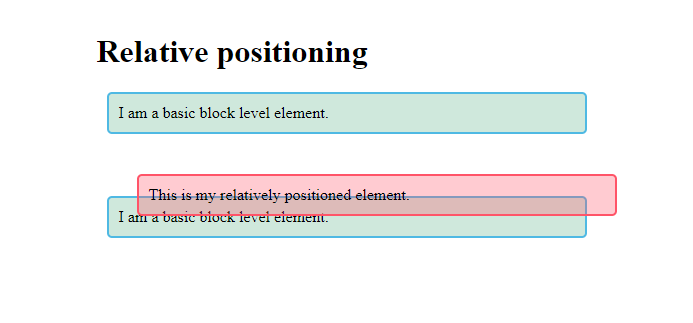 Relative positioning
I am a basic block level element.
This is my relatively positioned element.
I am a basic block level element.